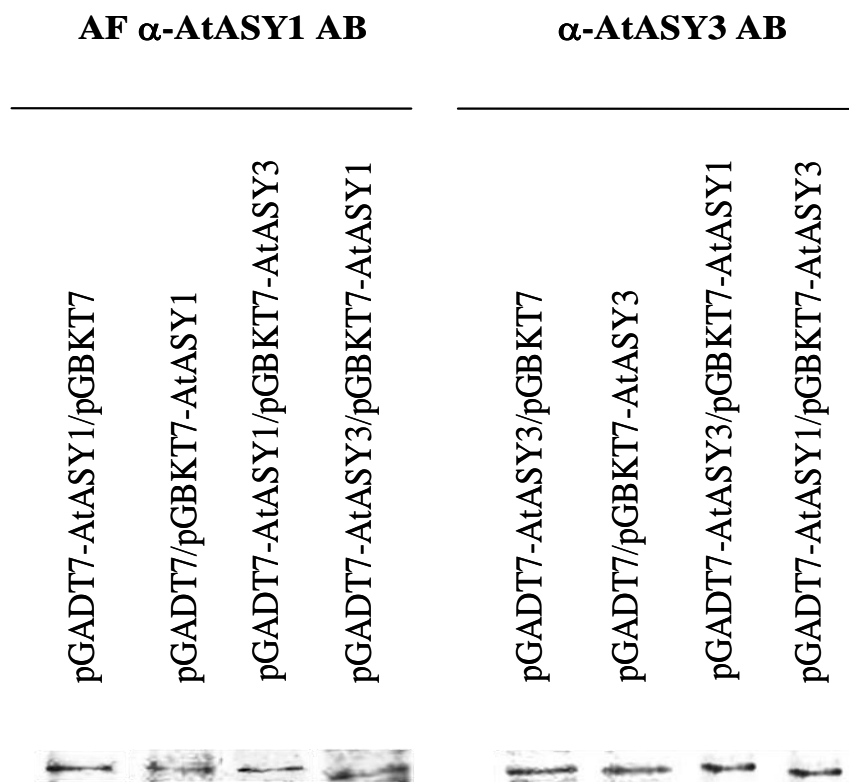 AF α-AtASY1 AB
α-AtASY3 AB
pGADT7-AtASY1/pGBKT7
pGADT7/pGBKT7-AtASY1
pGADT7-AtASY1/pGBKT7-AtASY3
pGADT7-AtASY3/pGBKT7-AtASY1
pGADT7-AtASY3/pGBKT7
pGADT7/pGBKT7-AtASY3
pGADT7-AtASY3/pGBKT7-AtASY1
pGADT7-AtASY1/pGBKT7-AtASY3